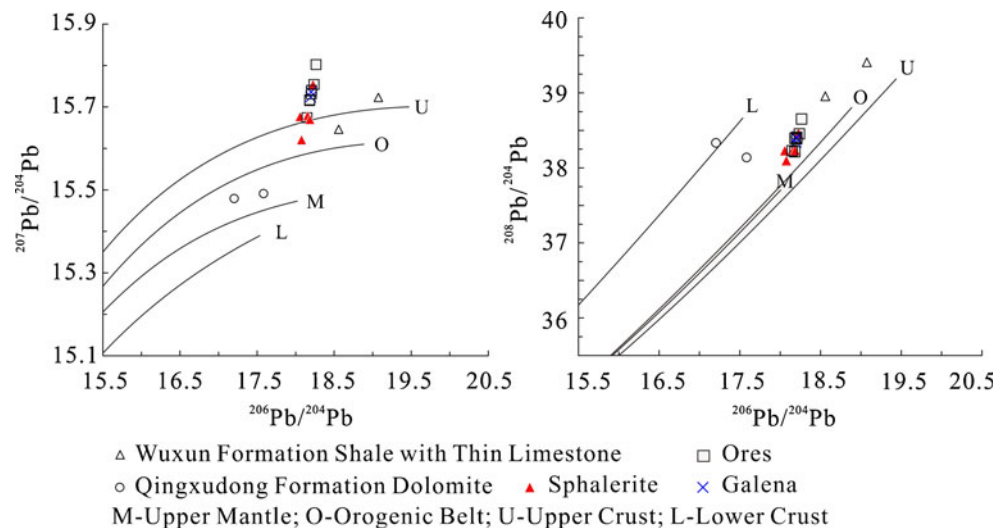 15.9
15.7
15.5
15.3
15.1
207Pb/204Pb
U
O
M
L
15.5 16.5 17.5 18.5 19.5 20.5
206Pb/204Pb
40
39
38
37
36
208Pb/204Pb
L
O
U
M
15.5 16.5 17.5 18.5 19.5 20.5
206Pb/204Pb
△ Wuxun Formation Shale with Thin Limestone □ Ores
○ Qingxudong Formation Dolomite ▲ Sphalerite × Galena
M-Upper Mantle; O-Orogenic Belt; U-Upper Crust; L-Lower Crust